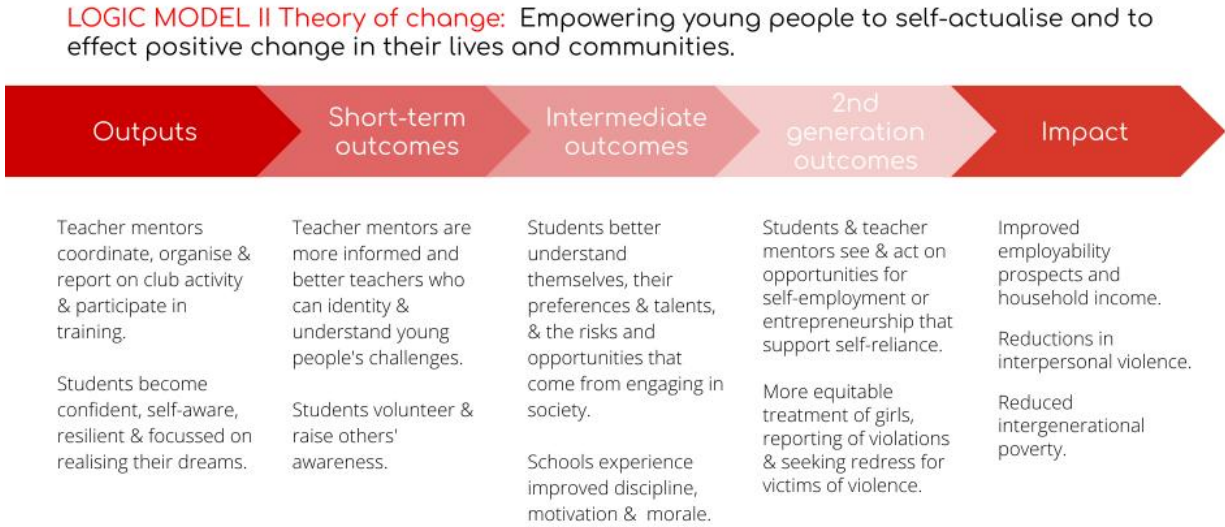 LOGIC MODEL II Theory of change: Empowering young people to self-actualise and to
effect positive change in their lives and communities.
Outputs
Short-term
outcomes
Intermediate
outcomes
2nd
generation
outcomes
Impact
Teacher mentors
coordinate, organise &
report on club activity
& participate in
training.
Students become
confident, self-aware,
resilient & focussed on
realising their dreams.
Teacher mentors are
more informed and
better teachers who
can identity &
understand young
people's challenges.
Students volunteer &
raise others'
awareness.
Students better
understand
themselves, their
preferences & talents,
& the risks and
opportunities that
come from engaging in
society.
Schools experience
improved discipline,
motivation & morale.
Students & teacher
mentors see & act on
opportunities for
self-employment or
entrepreneurship that
support self-reliance.
More equitable
treatment of girls,
reporting of violations
& seeking redress for
victims of violence.
Improved
employability
prospects and
household income.
Reductions in
interpersonal violence.
Reduced
intergenerational
poverty.